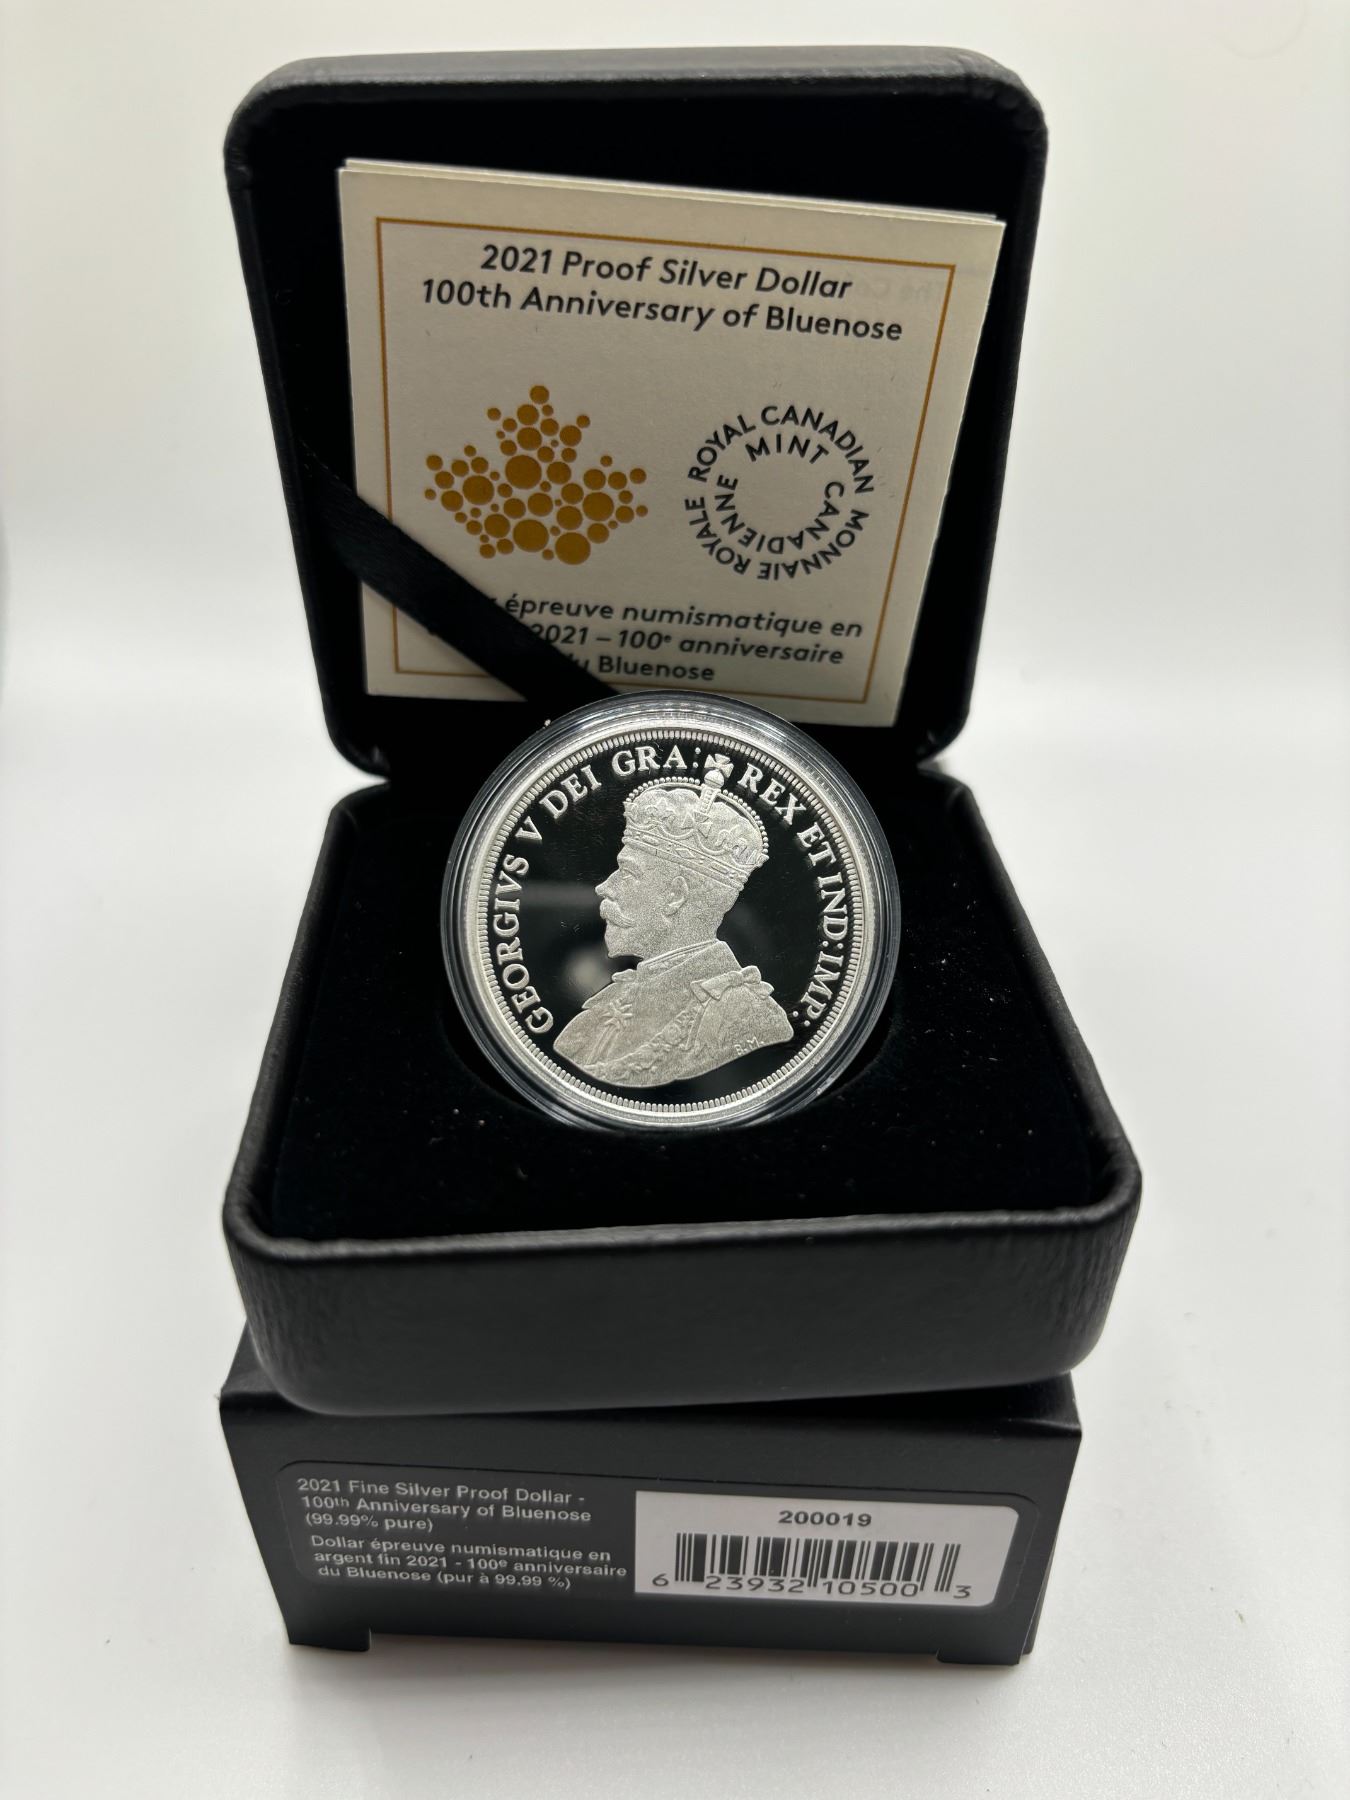 2021 Proof Silver Dollar
100th Anniversary of Bluenose
ROYAL CANADIAN MINT
MONNAIE ROYALE CANADIENNE
épreuve numismatique en
2021 – 100e anniversaire
du Bluenose
GEORGIVS V DEI GRA: REX ET IND:IMP:
B.M.
2021 Fine Silver Proof Dollar -
100th Anniversary of Bluenose
(99.99% pure)
Dollar épreuve numismatique en
argent fin 2021 - 100e anniversaire
du Bluenose (pur à 99.99 %)
200019
6 23932 10500 3